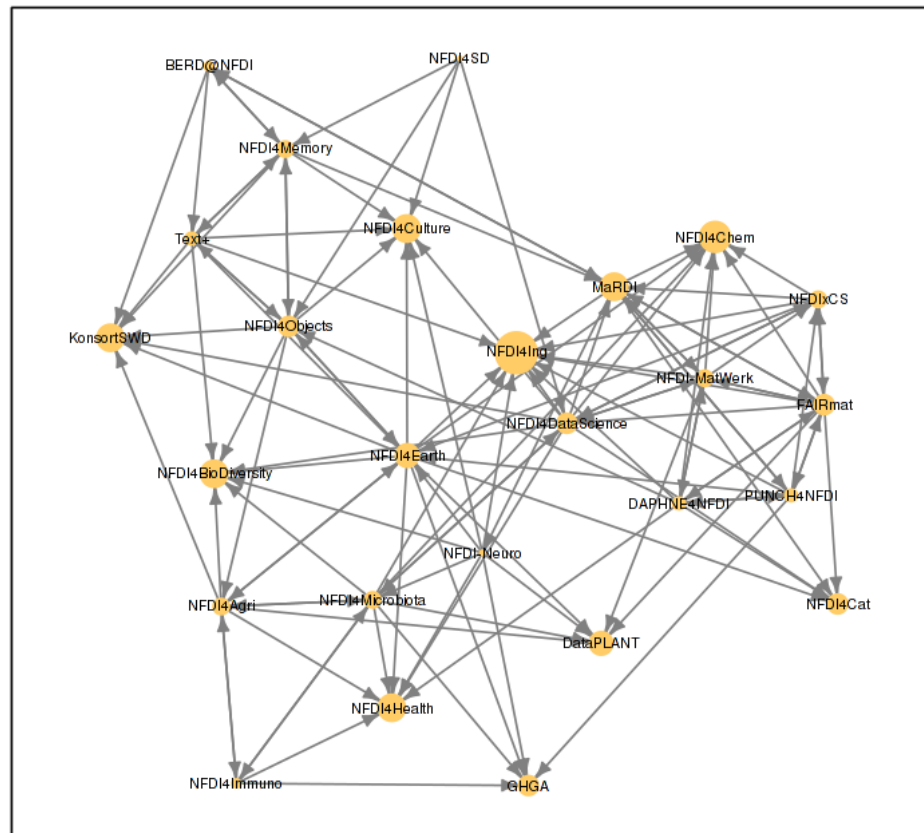 NFDI4SD
BERD@NFDI
NFDI4Memory
NFDI4Culture
Text+
NFDI4Chem
MaRDI
NFDIxCS
NFDI4Objects
KonsortSWD
NFDI4Ing
NFDI-MatWerk
FAIRmat
NFDI4DataScience
NFDI4Earth
NFDI4BioDiversity
PUNCH4NFDI
DAPHNE4NFDI
NFDI-Neuro
NFDI4Microbiota
NFDI4Agri
NFDI4Cat
DataPLANT
NFDI4Health
NFDI4Immuno
GHGA